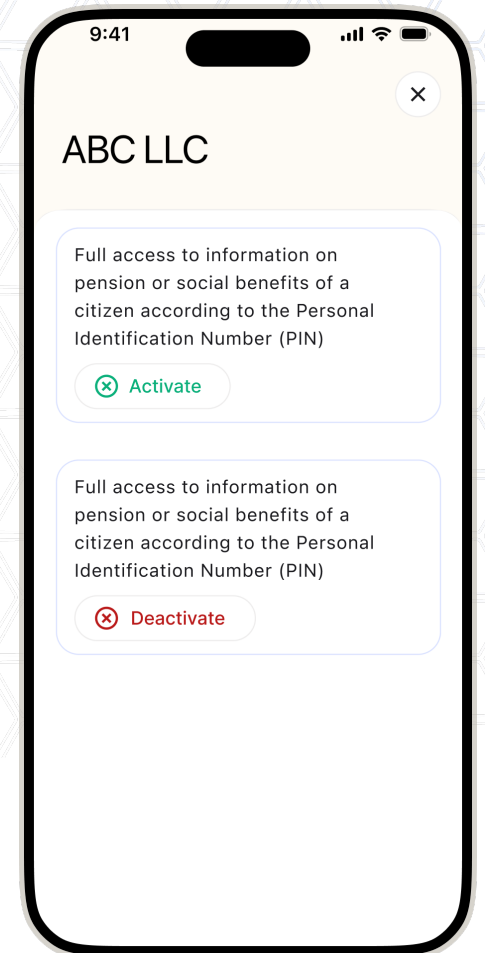 9:41
ABC LLC
Full access to information on
pension or social benefits of a
citizen according to the Personal
Identification Number (PIN)
Activate
Full access to information on
pension or social benefits of a
citizen according to the Personal
Identification Number (PIN)
Deactivate